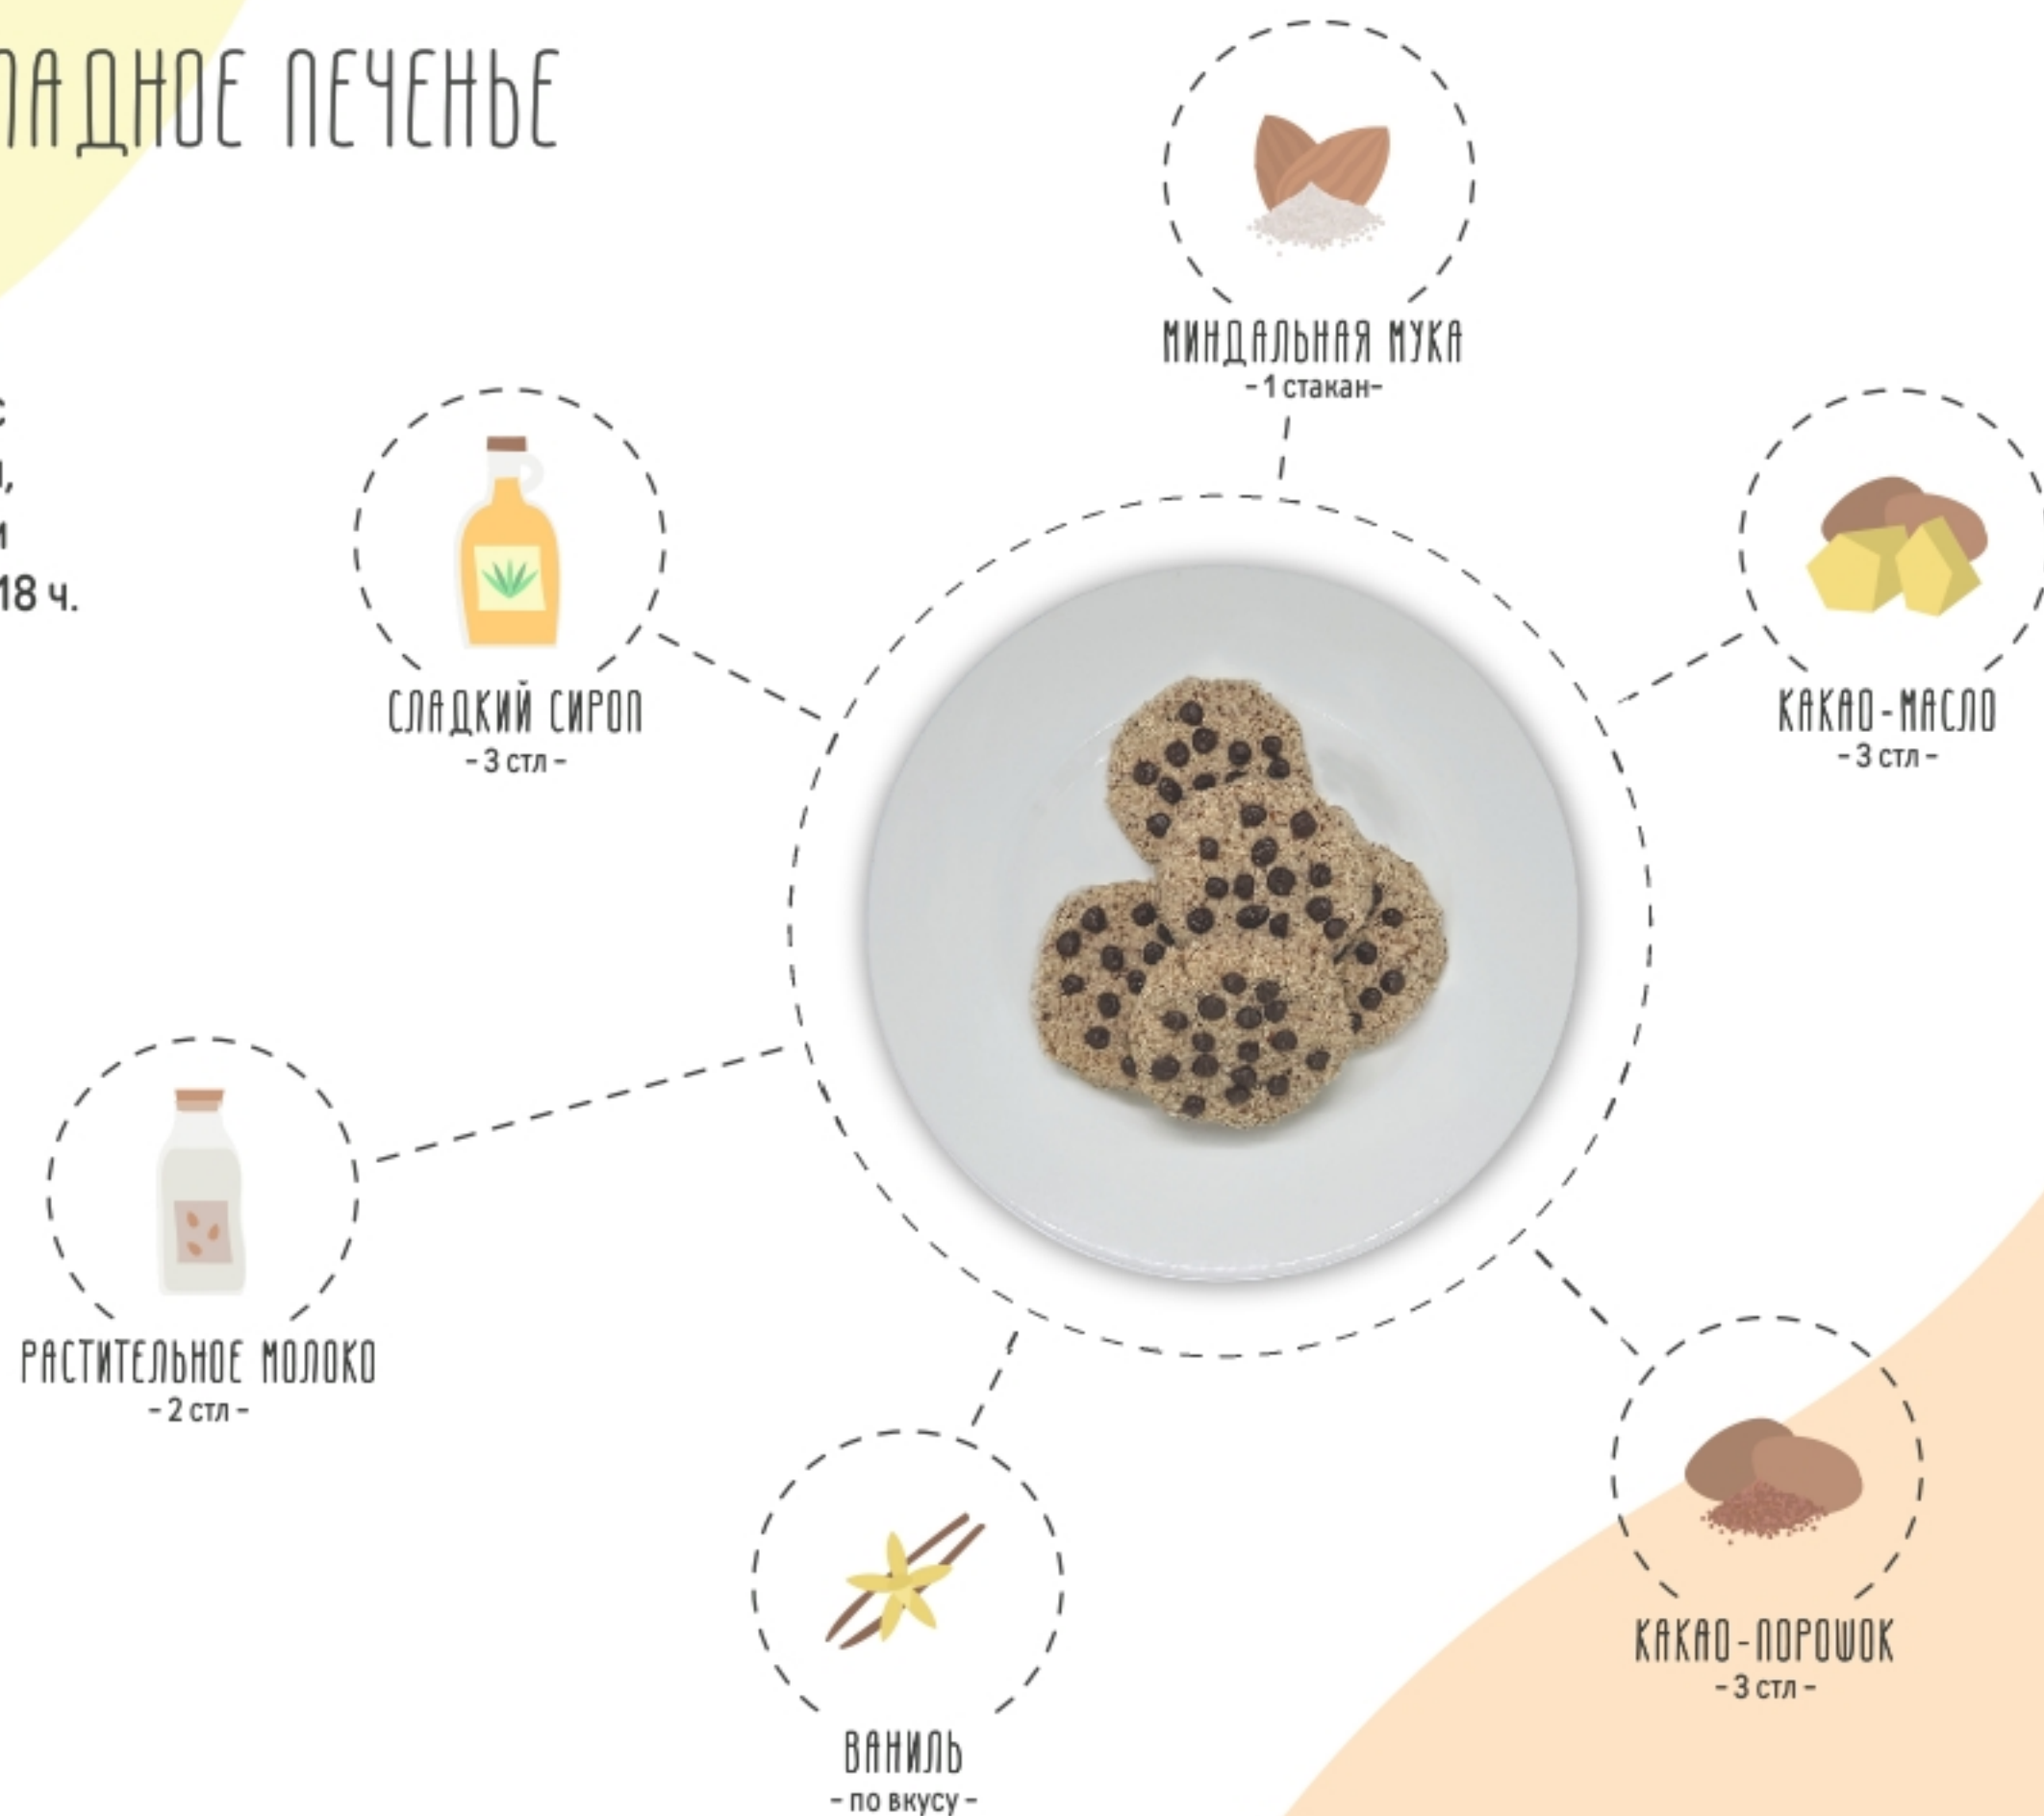 ЛАДНОЕ ПЕЧЕНЬЕ
МИНДАЛЬНАЯ МУКА
- 1 стакан-
с
18 ч.
СЛАДКИЙ СИРОП
- 3 стл -
КАКАО-МАСЛО
- 3 стл -
РАСТИТЕЛЬНОЕ МОЛОКО
- 2 стл -
КАКАО-ПОРОШОК
- 3 стл -
ВАНИЛЬ
- по вкусу -